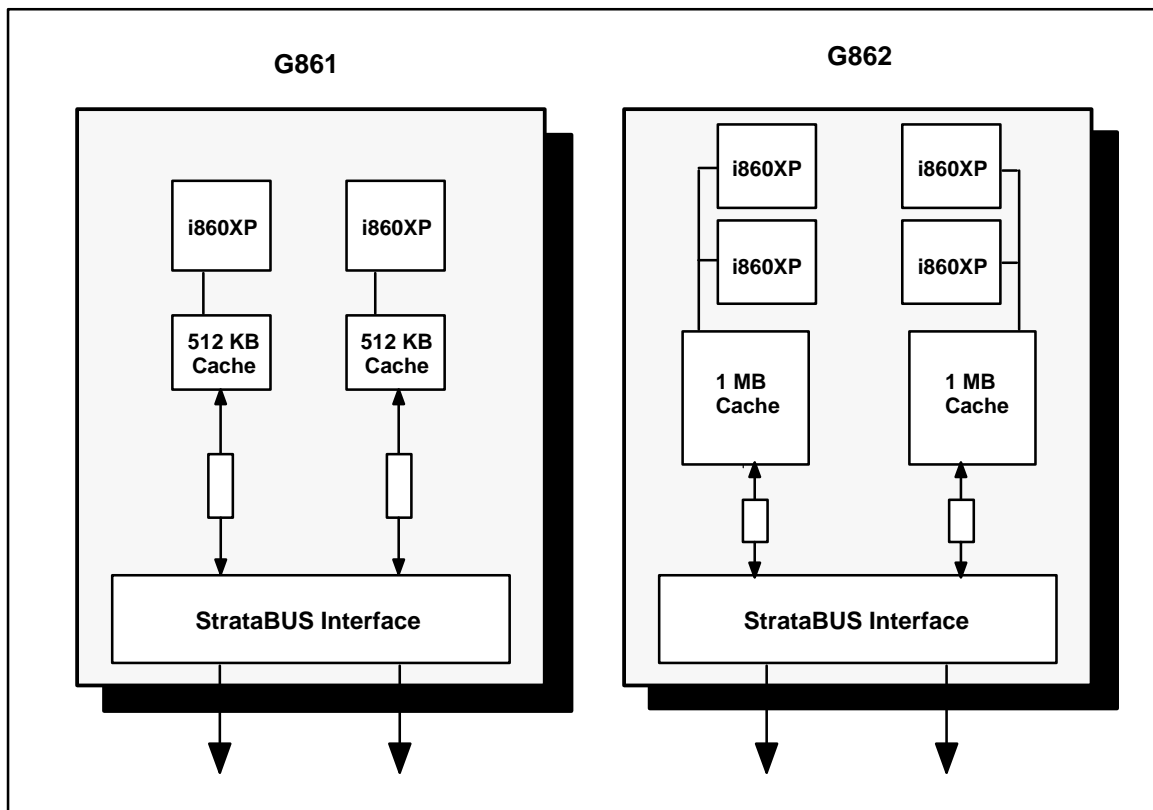 G861
i860XP
i860XP
512 KB
Cache
512 KB
Cache
StrataBUS Interface
G862
i860XP
i860XP
i860XP
i860XP
1 MB
Cache
1 MB
Cache
StrataBUS Interface